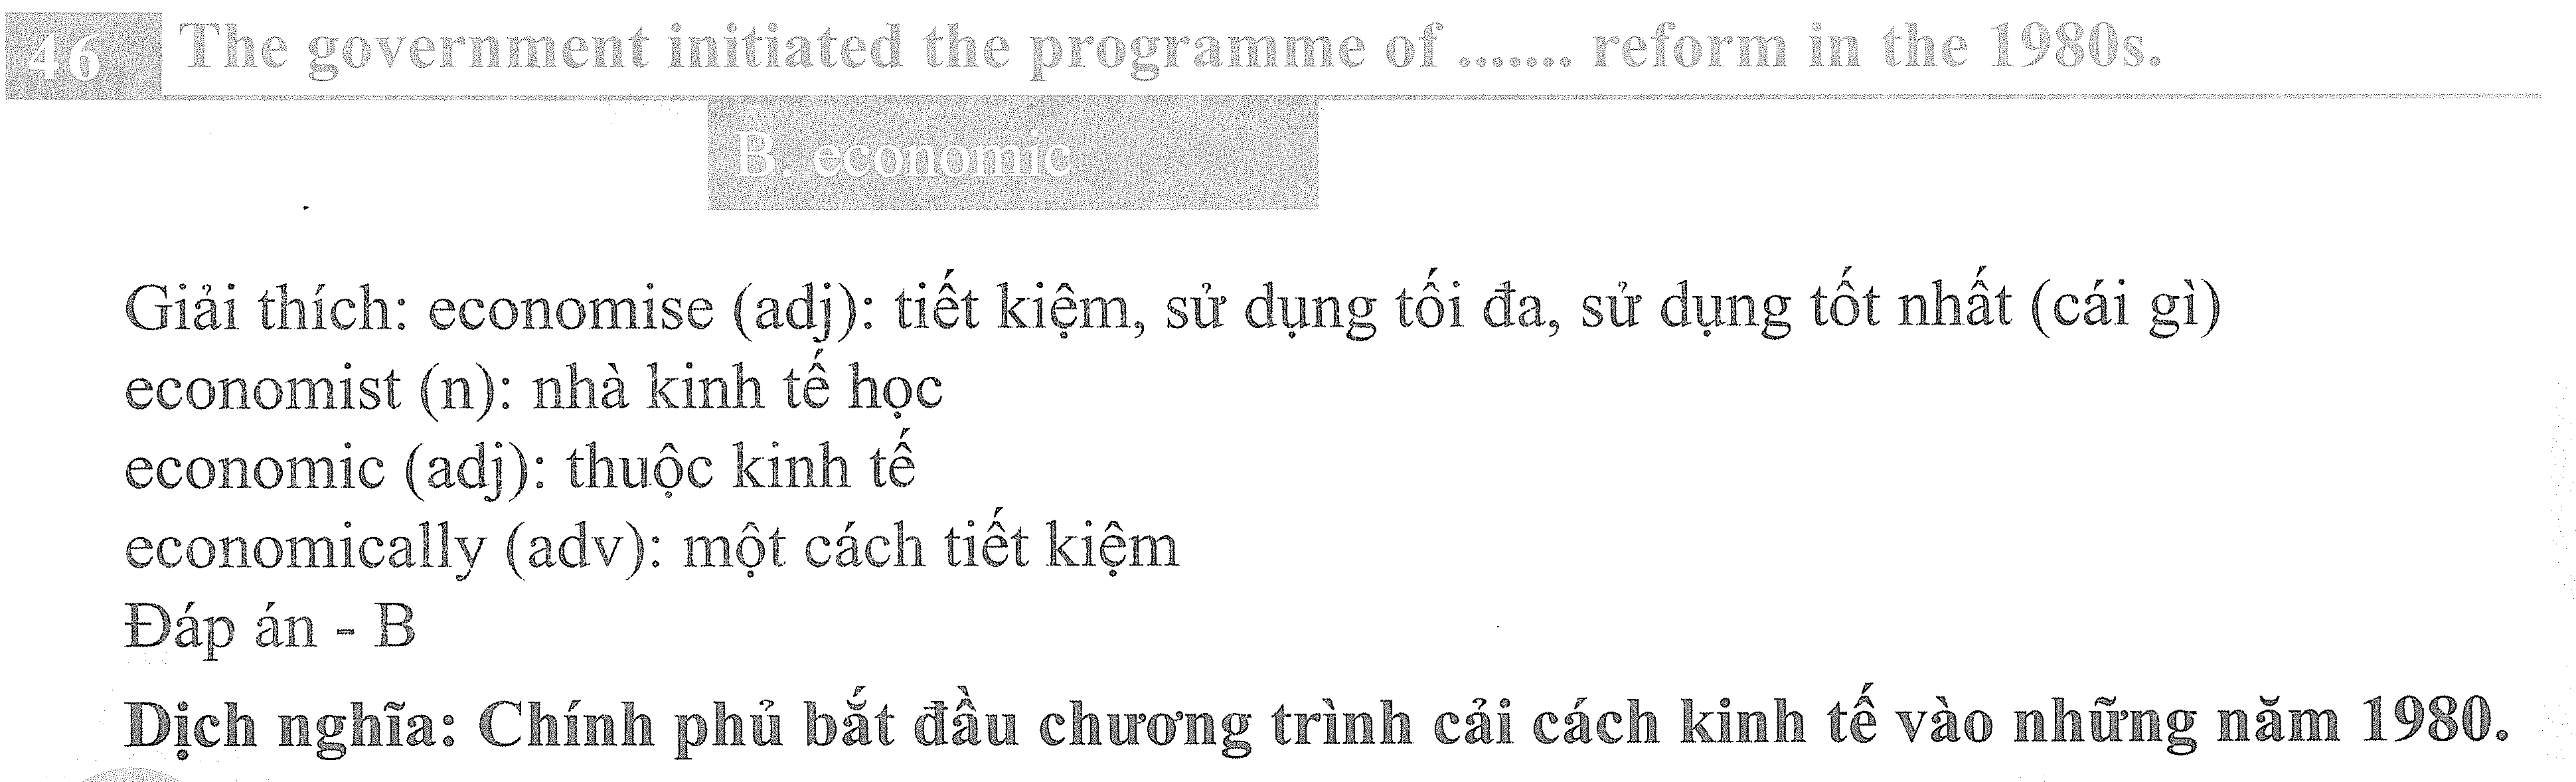 46 The government initiated the programme of ....... reform in the 1980s.
B. economic
Giải thích: economise (adj): tiết kiệm, sử dụng tối đa, sử dụng tốt nhất (cái gì)
economist (n): nhà kinh tế học
economic (adj): thuộc kinh tế
economically (adv): một cách tiết kiệm
Đáp án - B
Dịch nghĩa: Chính phủ bắt đầu chương trình cải cách kinh tế vào những năm 1980.